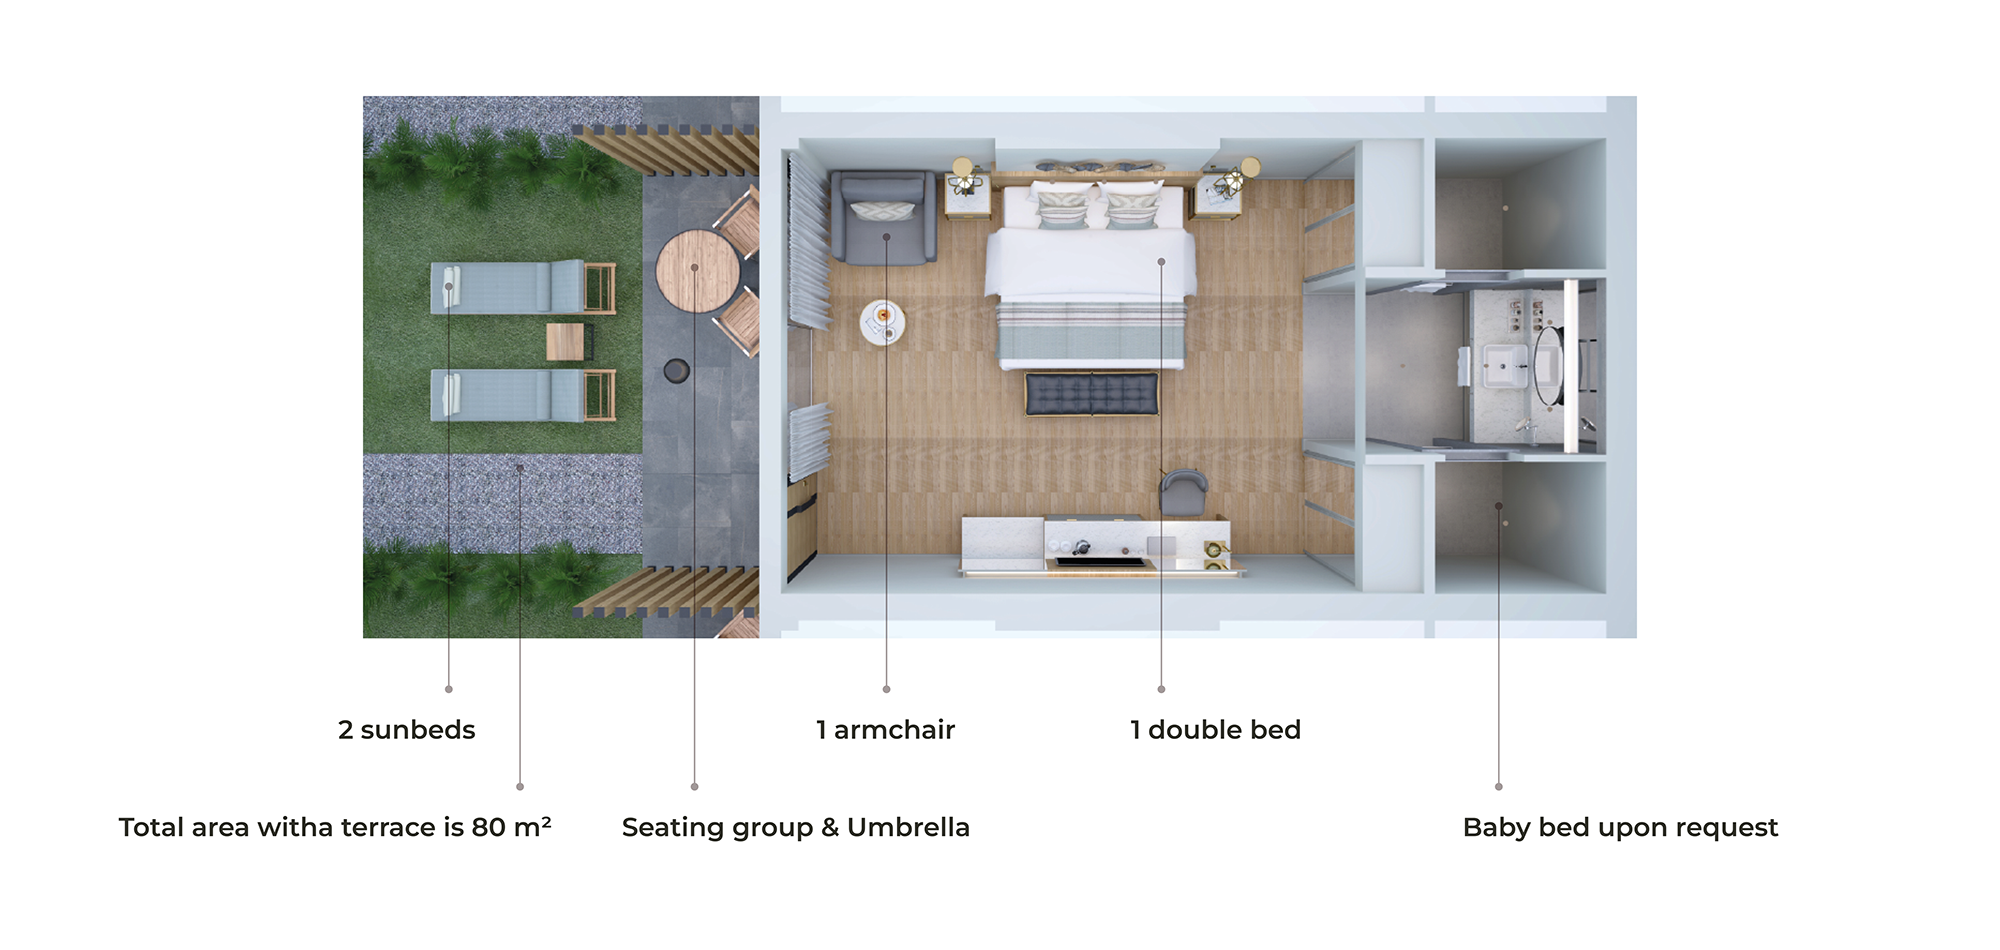 2 sunbeds
1 armchair
1 double bed
Total area witha terrace is 80 m²
Seating group & Umbrella
Baby bed upon request